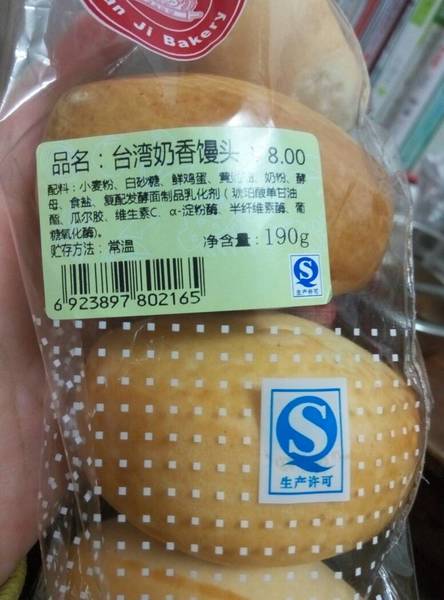 an Ji Bakery
品名：台湾奶香馒头 ¥8.00
配料：小麦粉、白砂糖、鲜鸡蛋、黄油、奶粉、酵
母、食盐、复配发酵面制品乳化剂（琥珀酸单甘油
酯、瓜尔胶、维生素C、α-淀粉酶、半纤维素酶、葡
糖氧化酶)。
贮存方法：常温
净含量：190g
生产许可
6 923897 802165
S
生产许可